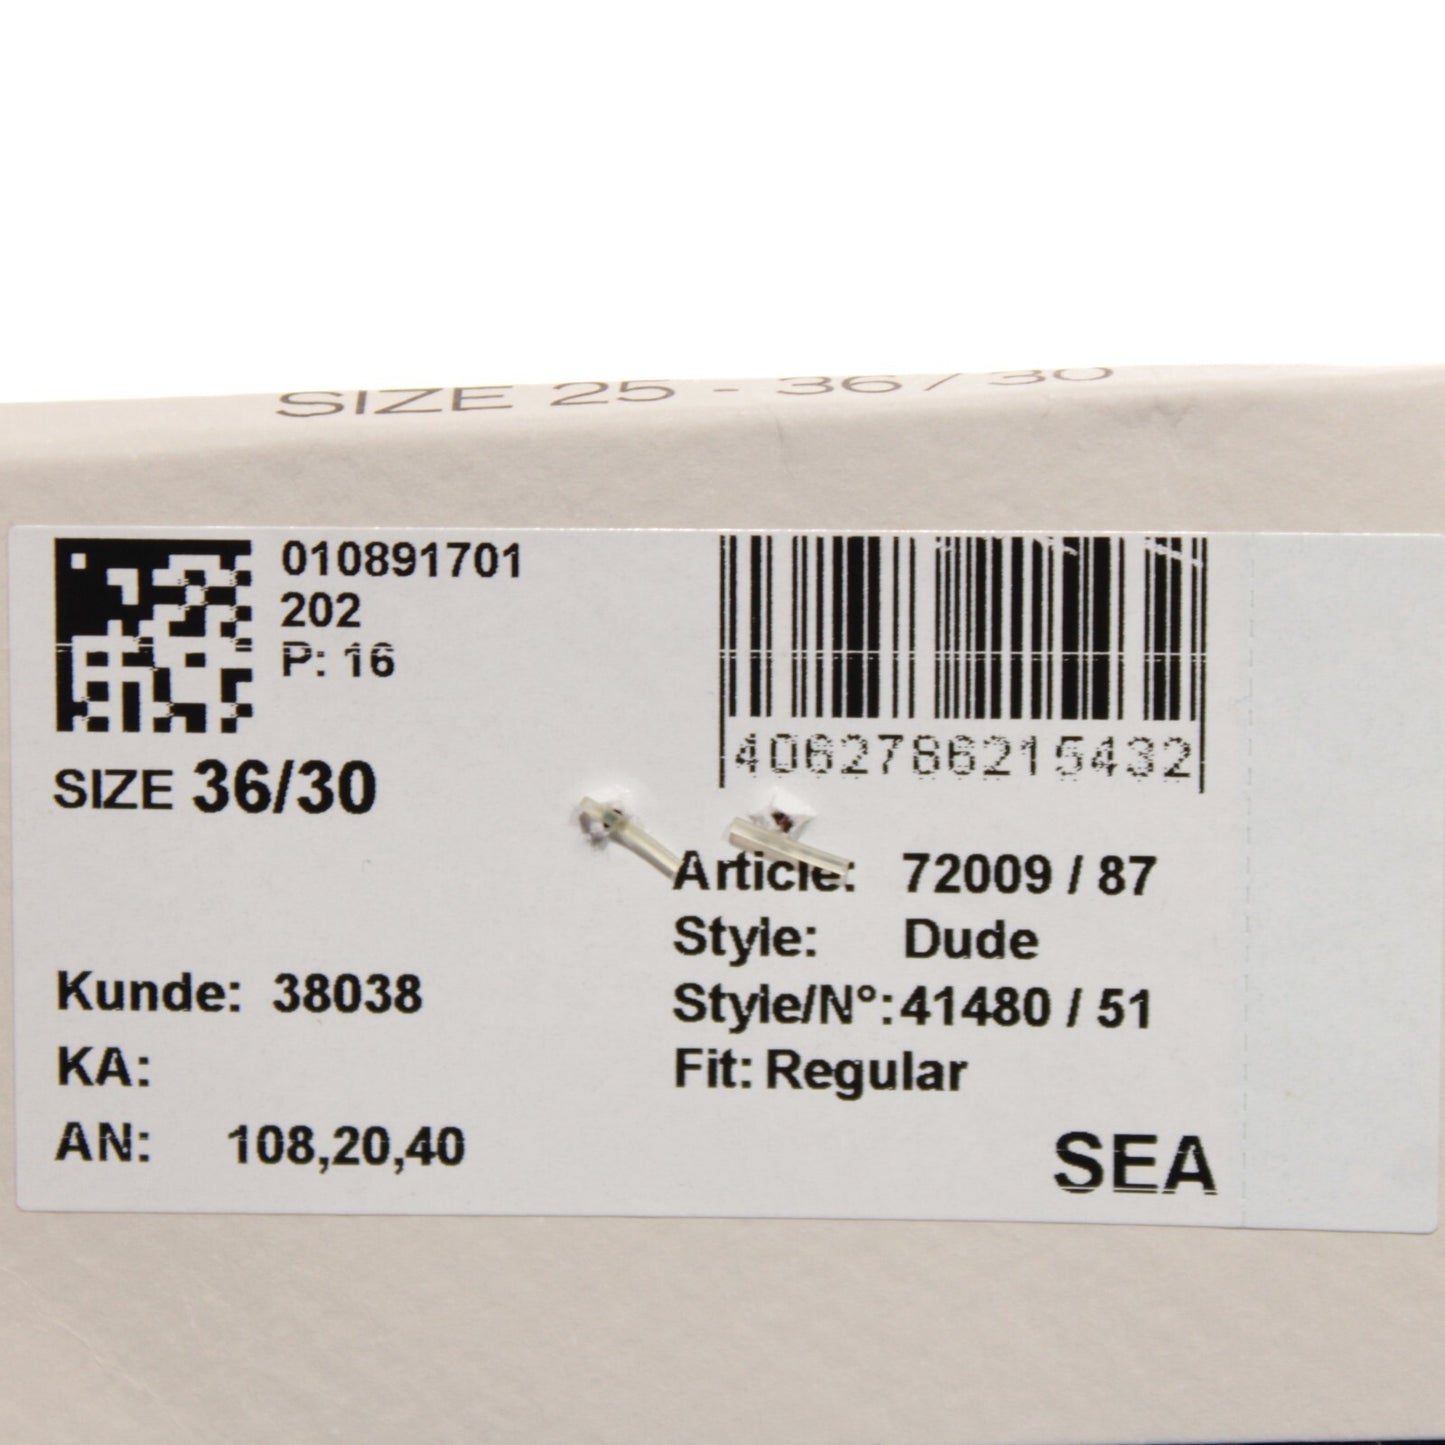 SIZE 25 - 36 / 30
010891701
202
P: 16
SIZE 36/30
4062786215432
Article: 72009 / 87
Style: Dude
Style/N°: 41480 / 51
Fit: Regular
Kunde: 38038
KA:
AN: 108,20,40
SEA